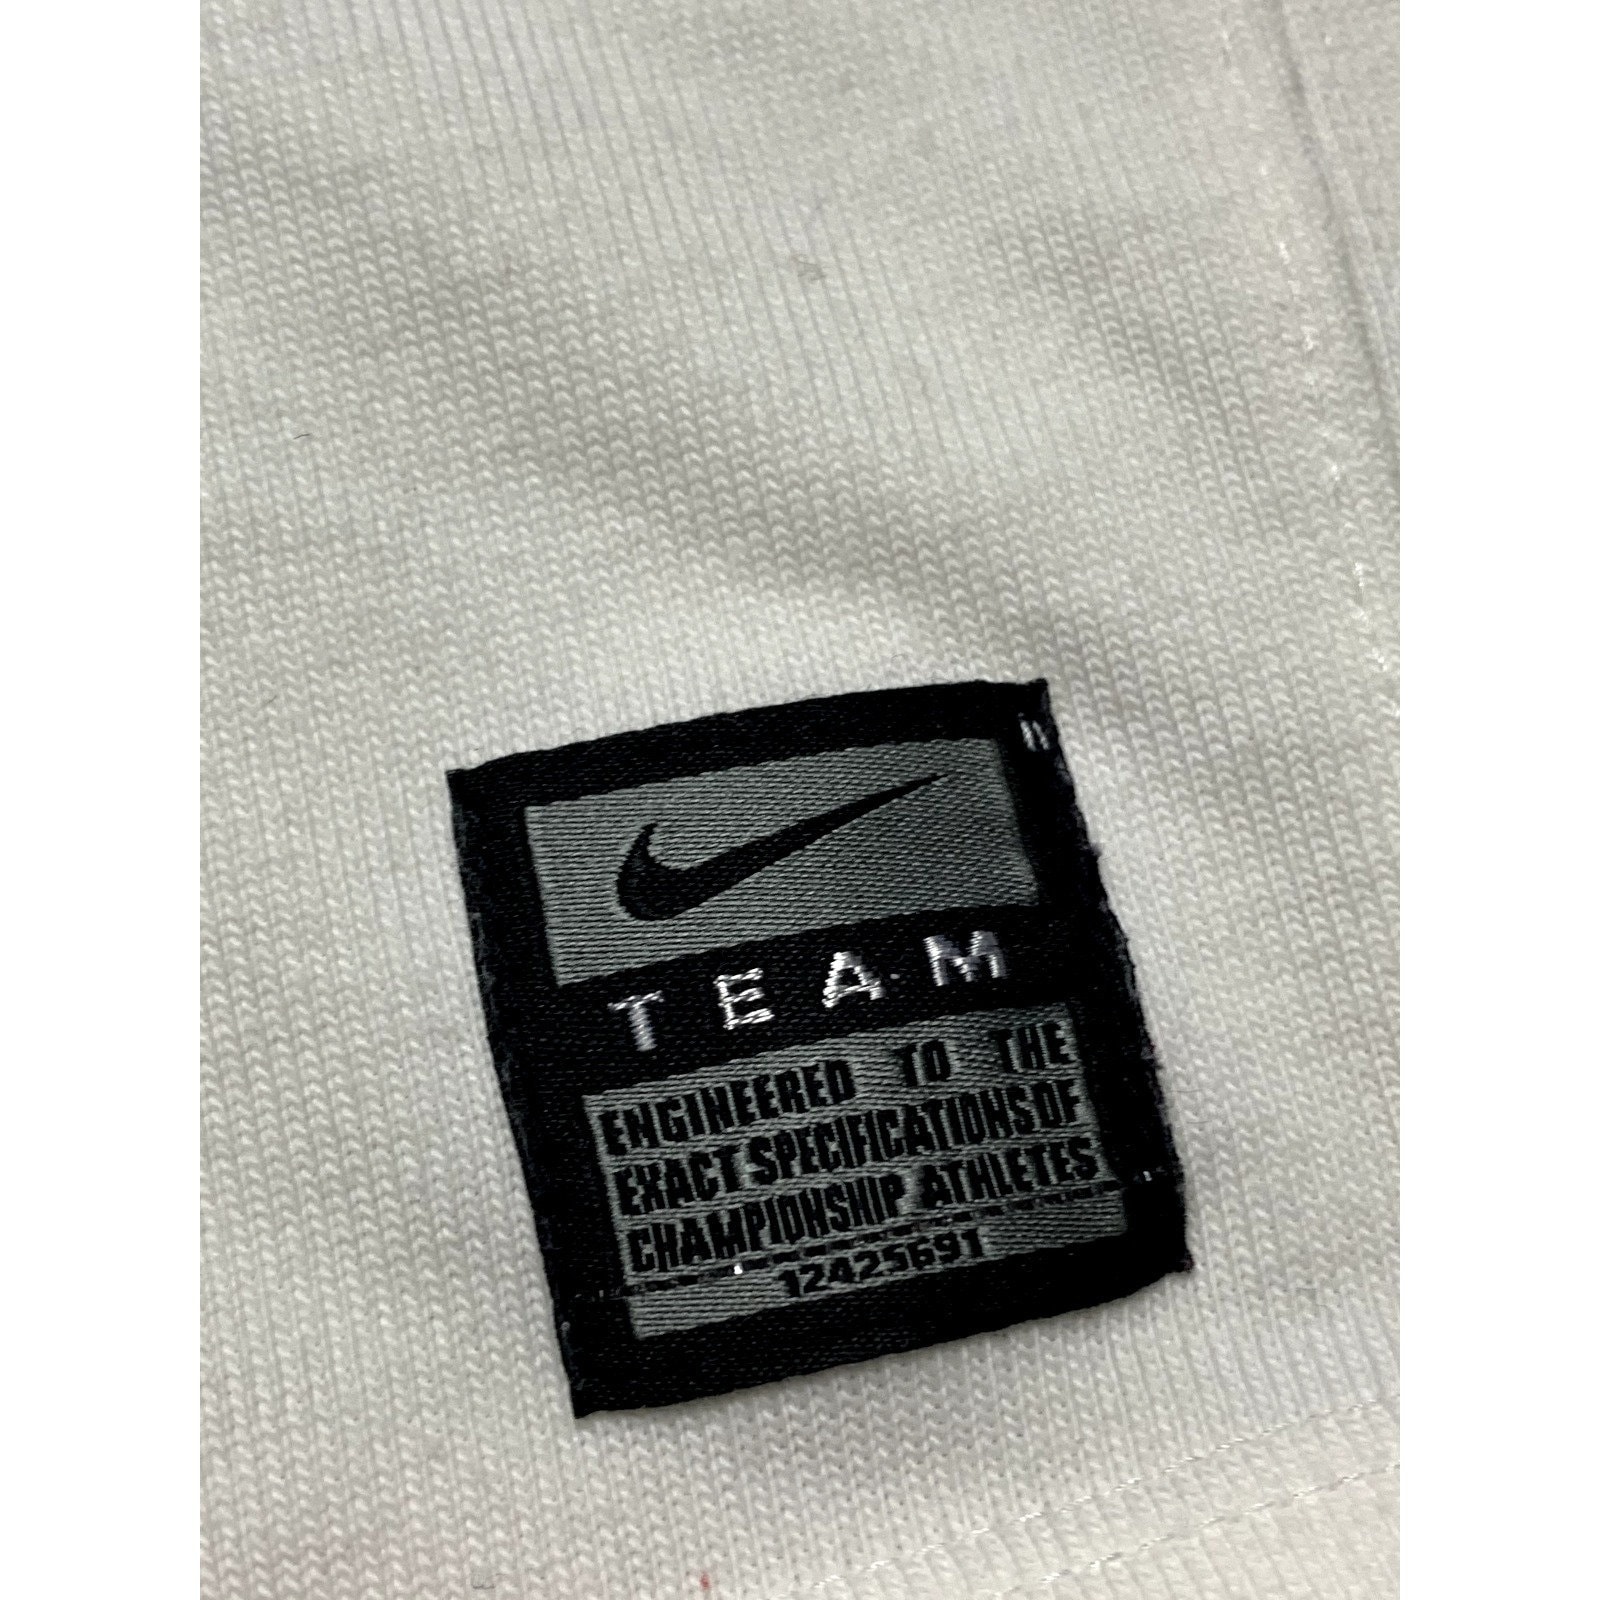 TEAM
ENGINEERED TO THE
EXACT SPECIFICATIONS OF
CHAMPIONSHIP ATHLETES
12425691